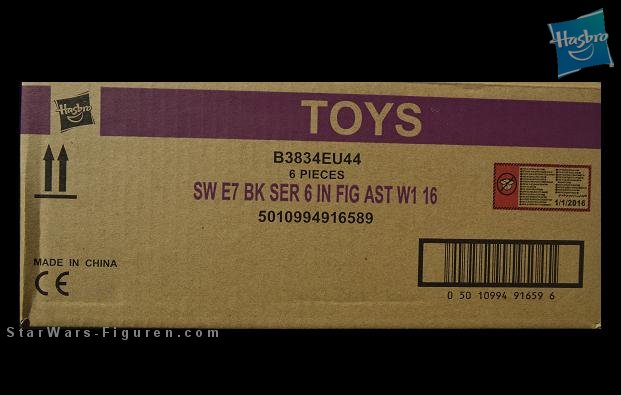 Hasbro
Hasbro
TOYS
B3834EU44
6 PIECES
SW E7 BK SER 6 IN FIG AST W1 16
5010994916589
1/1/2016
MADE IN CHINA
CE
0 50 10994 91659 6
StarWars-Figuren.com